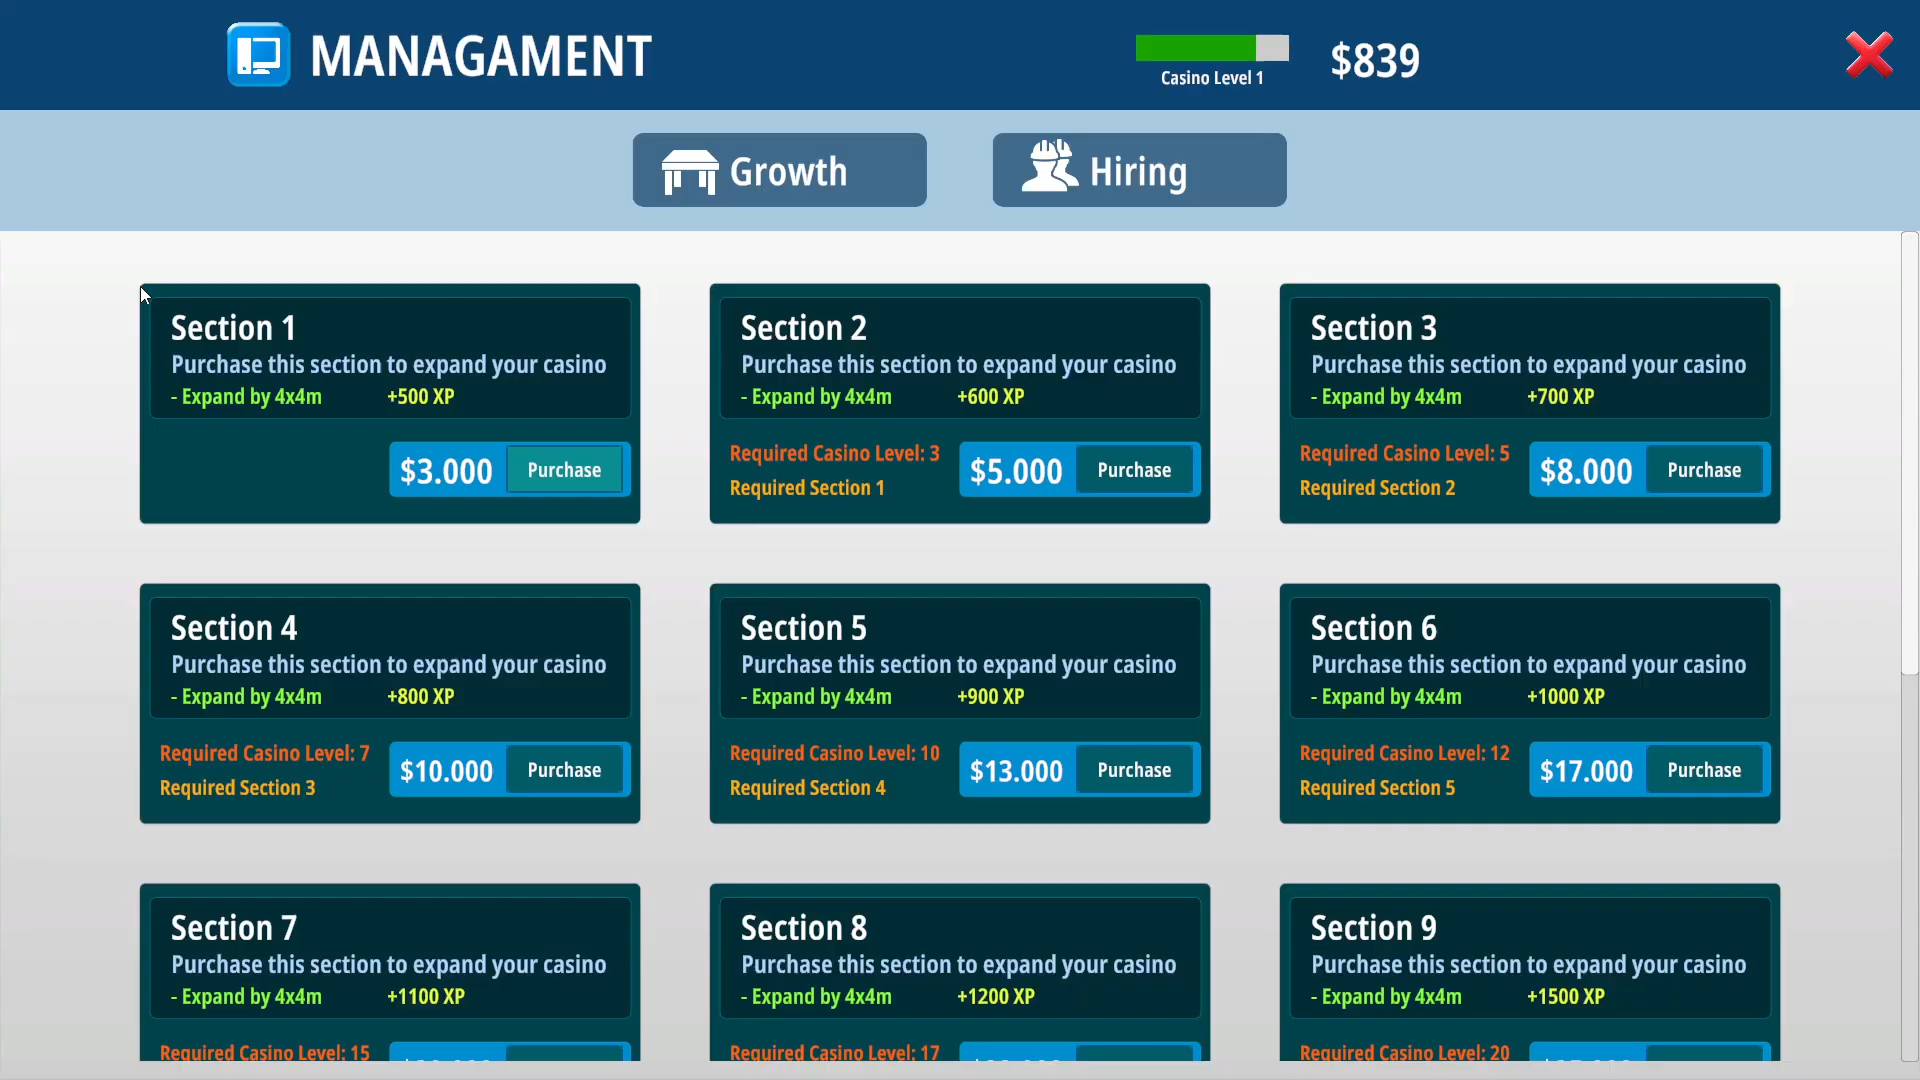 MANAGAMENT
Casino Level 1
$839
Growth
Hiring
Section 1
Purchase this section to expand your casino
- Expand by 4x4m +500 XP
$3.000 Purchase
Section 2
Purchase this section to expand your casino
- Expand by 4x4m +600 XP
Required Casino Level: 3
Required Section 1
$5.000 Purchase
Section 3
Purchase this section to expand your casino
- Expand by 4x4m +700 XP
Required Casino Level: 5
Required Section 2
$8.000 Purchase
Section 4
Purchase this section to expand your casino
- Expand by 4x4m +800 XP
Required Casino Level: 7
Required Section 3
$10.000 Purchase
Section 5
Purchase this section to expand your casino
- Expand by 4x4m +900 XP
Required Casino Level: 10
Required Section 4
$13.000 Purchase
Section 6
Purchase this section to expand your casino
- Expand by 4x4m +1000 XP
Required Casino Level: 12
Required Section 5
$17.000 Purchase
Section 7
Purchase this section to expand your casino
- Expand by 4x4m +1100 XP
Required Casino Level: 15
Section 8
Purchase this section to expand your casino
- Expand by 4x4m +1200 XP
Required Casino Level: 17
Section 9
Purchase this section to expand your casino
- Expand by 4x4m +1500 XP
Required Casino Level: 20